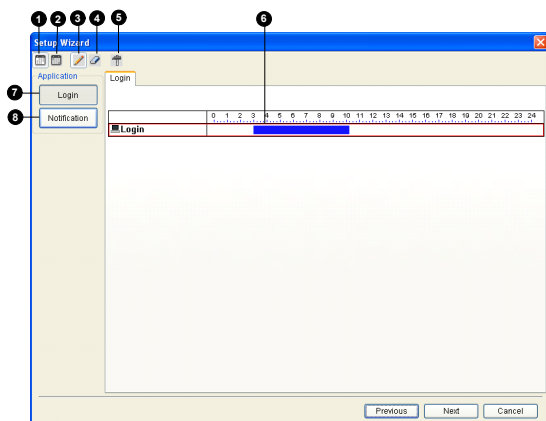 1 2 3 4 5 6
Setup Wizard
Application
Login
7 Login
8 Notification
0 1 2 3 4 5 6 7 8 9 10 11 12 13 14 15 16 17 18 19 20 21 22 23 24
Login
Previous Next Cancel